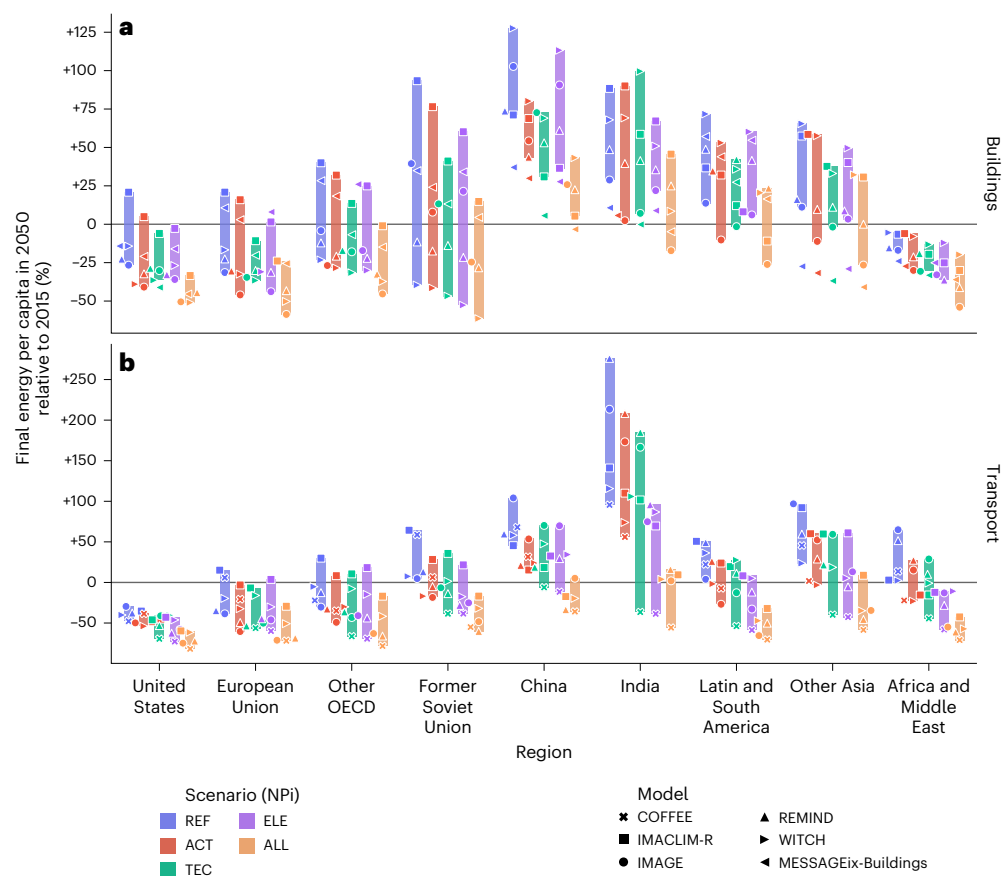 a
+125
+100
+75
+50
+25
0
−25
−50
Buildings
b
+250
+200
+150
+100
+50
0
−50
Transport
Final energy per capita in 2050
relative to 2015 (%)
United
States
European
Union
Other
OECD
Former
Soviet
Union
China
India
Latin and
South
America
Other Asia
Africa and
Middle
East
Region
Scenario (NPi)
REF
ACT
TEC
ELE
ALL
Model
COFFEE
IMACLIM-R
IMAGE
REMIND
WITCH
MESSAGEix-Buildings